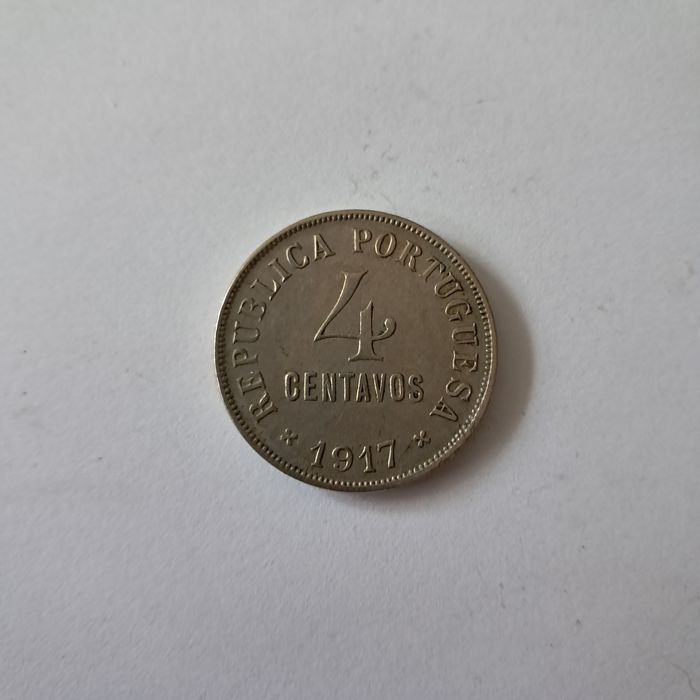 REPUBLICA PORTUGUESA
4
CENTAVOS
* 1917 *